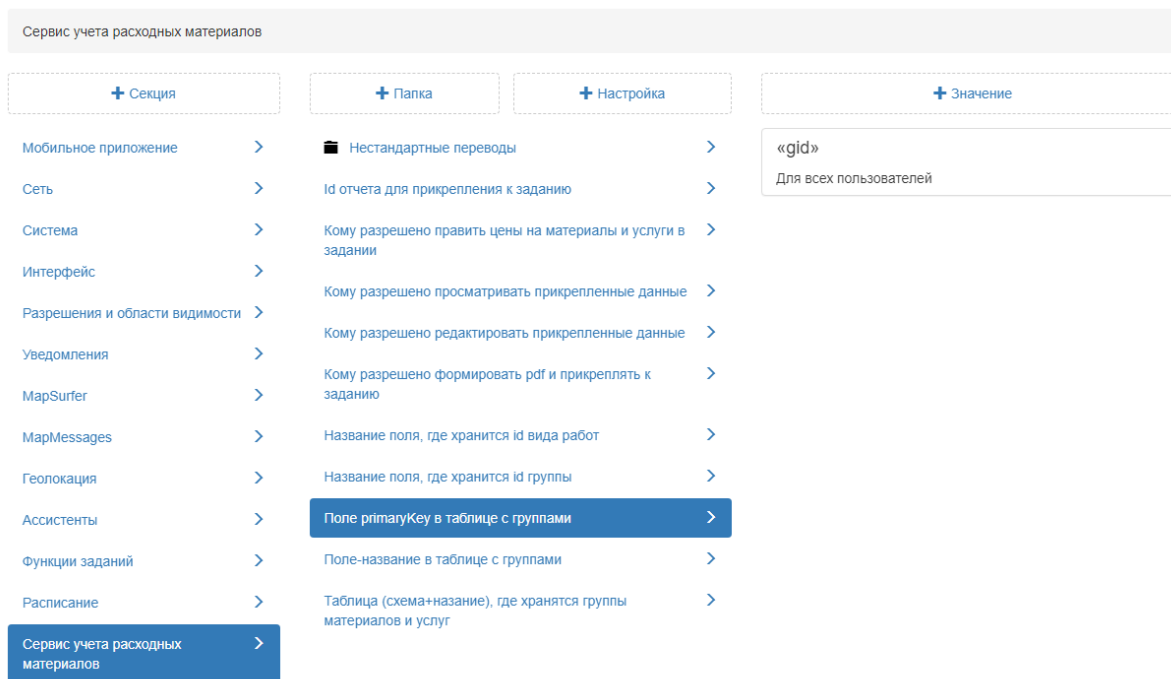 Сервис учета расходных материалов
+ Секция
+ Папка
+ Настройка
+ Значение
Мобильное приложение
Сеть
Система
Интерфейс
Разрешения и области видимости
Уведомления
MapSurfer
MapMessages
Геолокация
Ассистенты
Функции заданий
Расписание
Сервис учета расходных
материалов
Нестандартные переводы
Id отчета для прикрепления к заданию
Кому разрешено править цены на материалы и услуги в
задании
Кому разрешено просматривать прикрепленные данные
Кому разрешено редактировать прикрепленные данные
Кому разрешено формировать pdf и прикреплять к
заданию
Название поля, где хранится id вида работ
Название поля, где хранится id группы
Поле primaryKey в таблице с группами
Поле-название в таблице с группами
Таблица (схема+назание), где хранятся группы
материалов и услуг
«gid»
Для всех пользователей